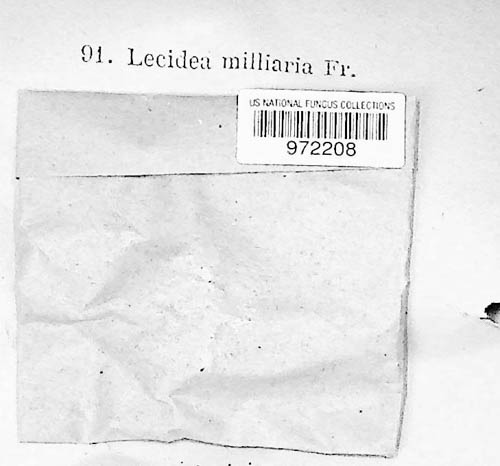 91. Lecidea milliaria Fr.
US NATIONAL FUNGUS COLLECTIONS
972208